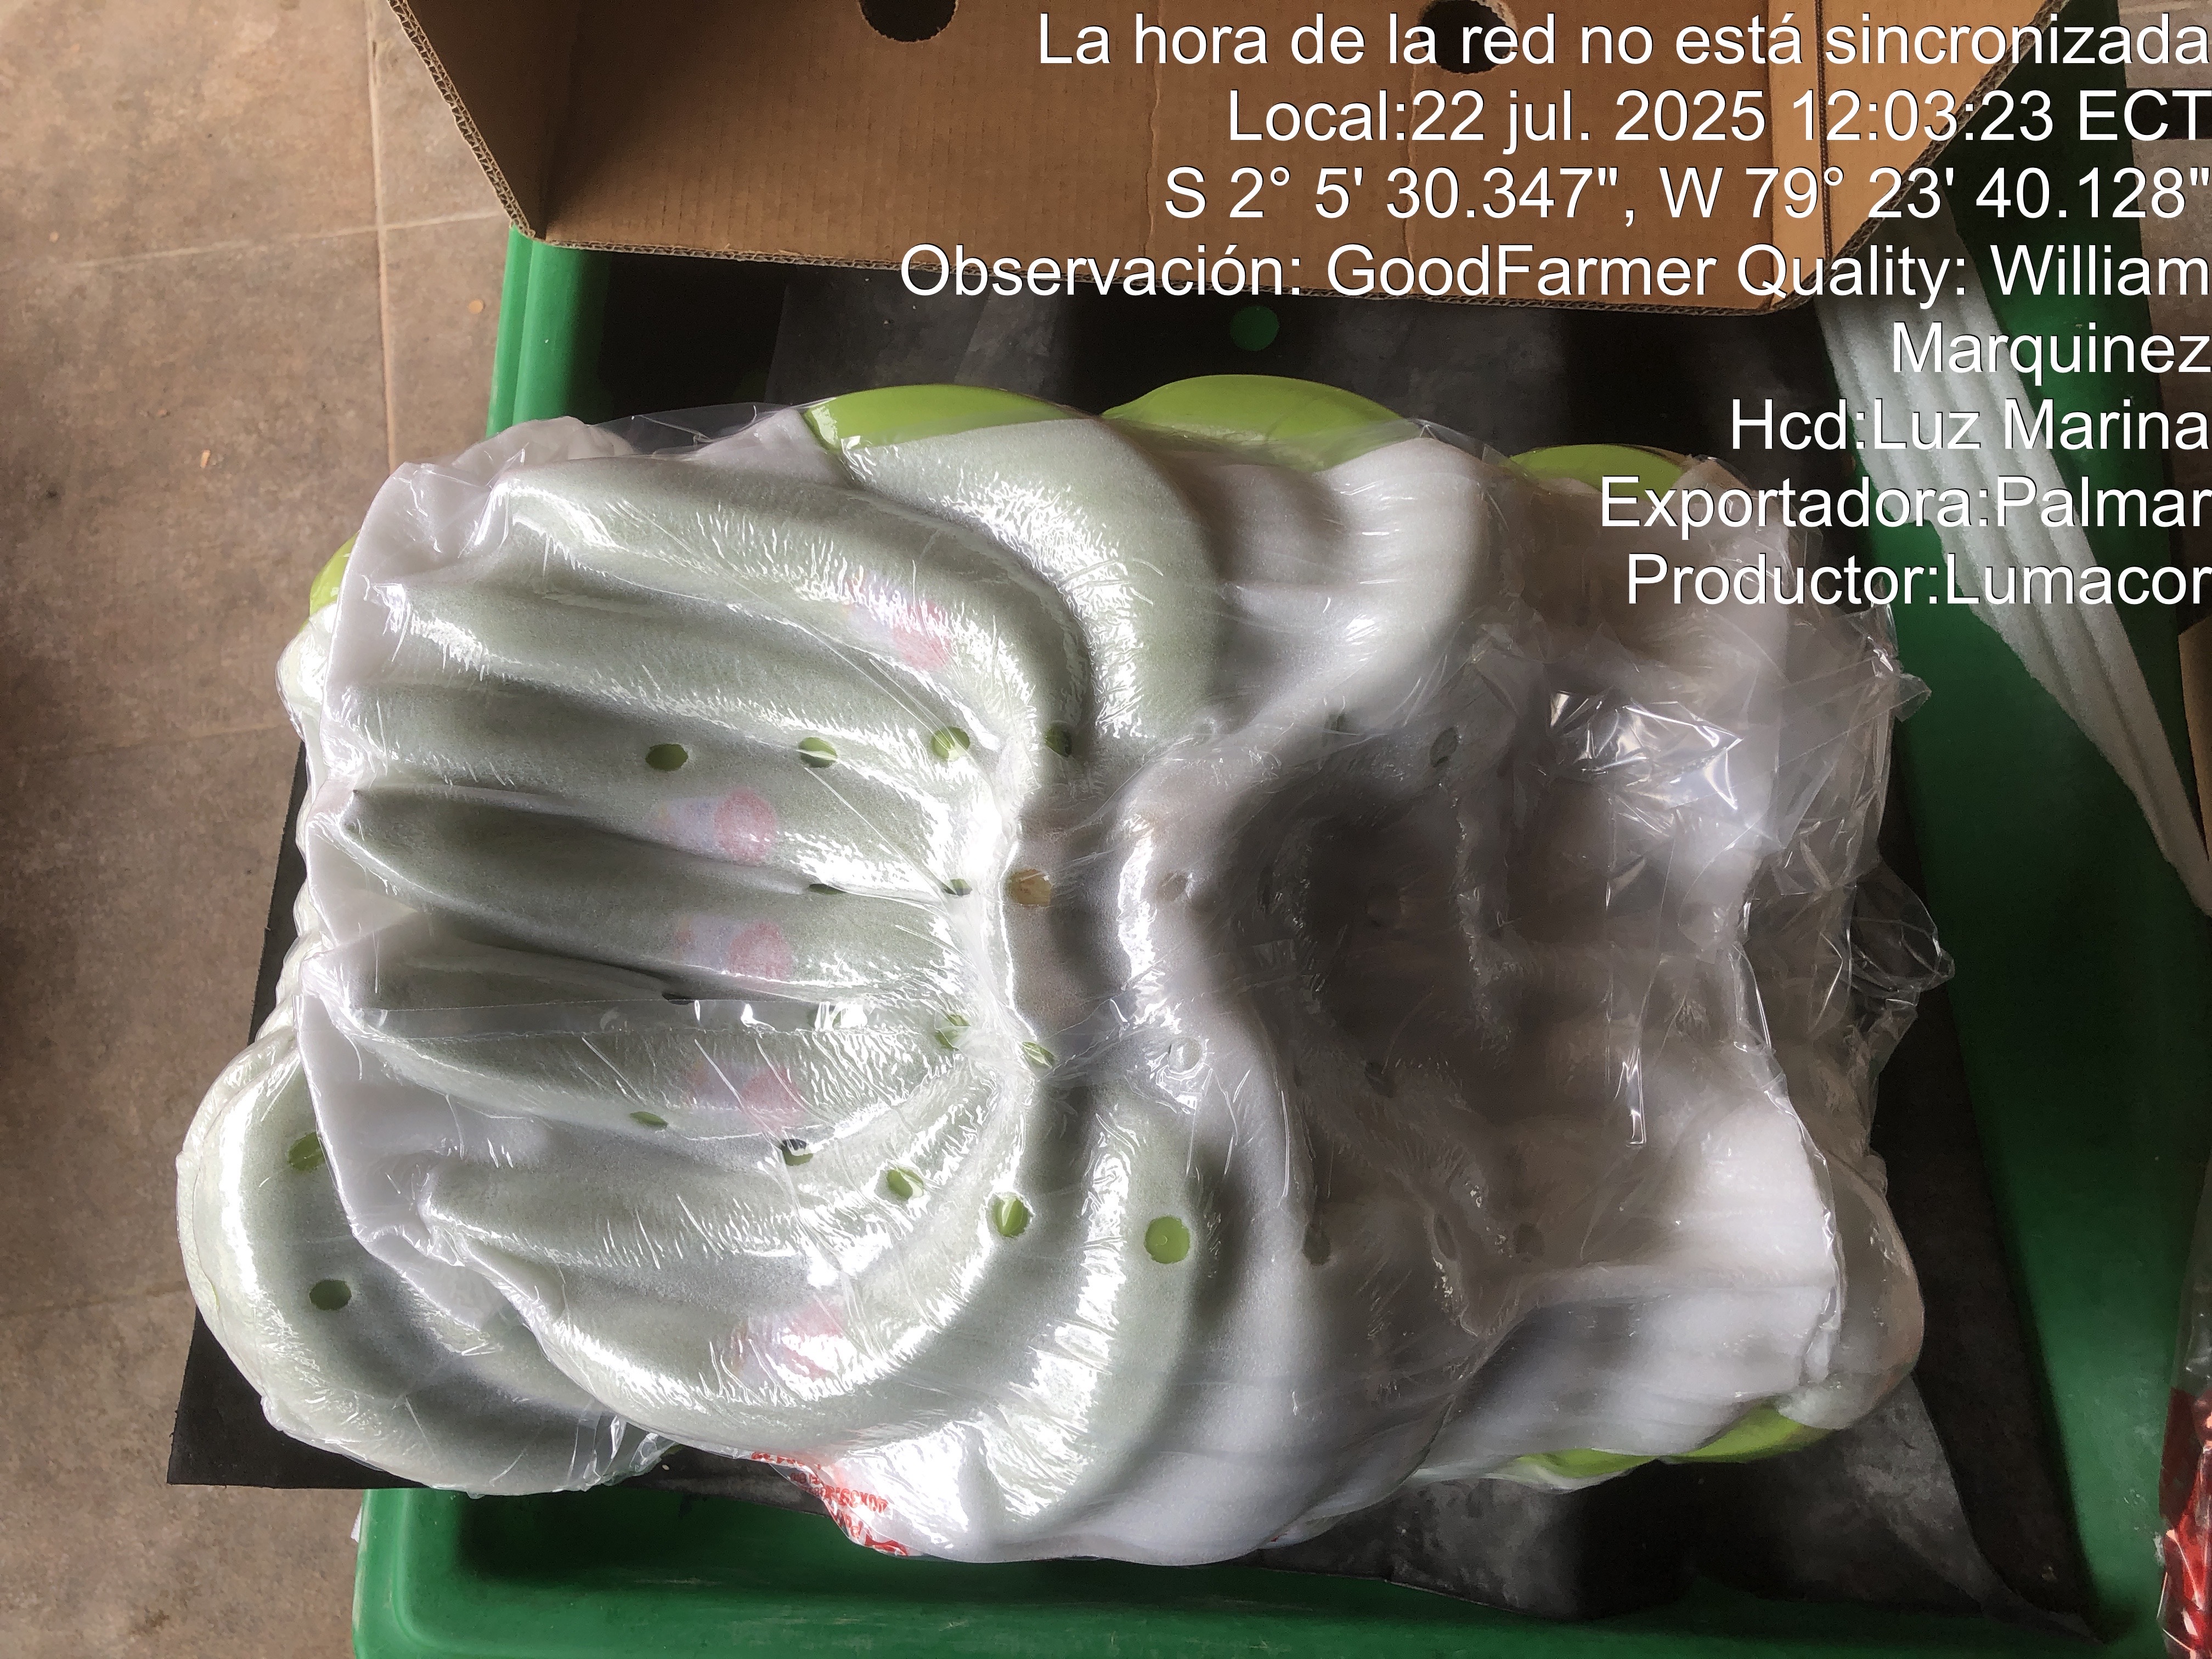 La hora de la red no está sincronizada
Local:22 jul. 2025 12:03:23 ECT
S 2° 5' 30.347", W 79° 23' 40.128"
Observación: GoodFarmer Quality: William
Marquinez
Hcd:Luz Marina
Exportadora:Palmar
Productor:Lumacor